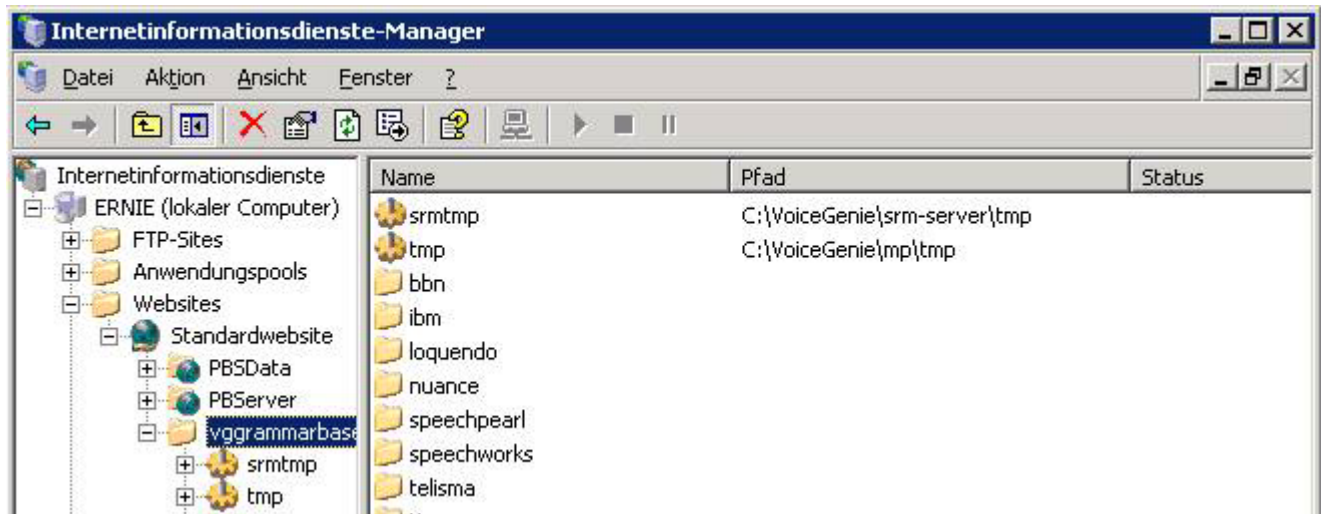 Internetinformationsdienste-Manager
Datei Aktion Ansicht Fenster ?
Internetinformationsdienste
ERNIE (lokaler Computer)
FTP-Sites
Anwendungspools
Websites
Standardwebsite
PBSData
PBServer
vggrammarbase
srmtmp
tmp
Name Pfad Status
srmtmp C:\VoiceGenie\srm-server\tmp
tmp C:\VoiceGenie\mp\tmp
bbn
ibm
loquendo
nuance
speechpearl
speechworks
telisma